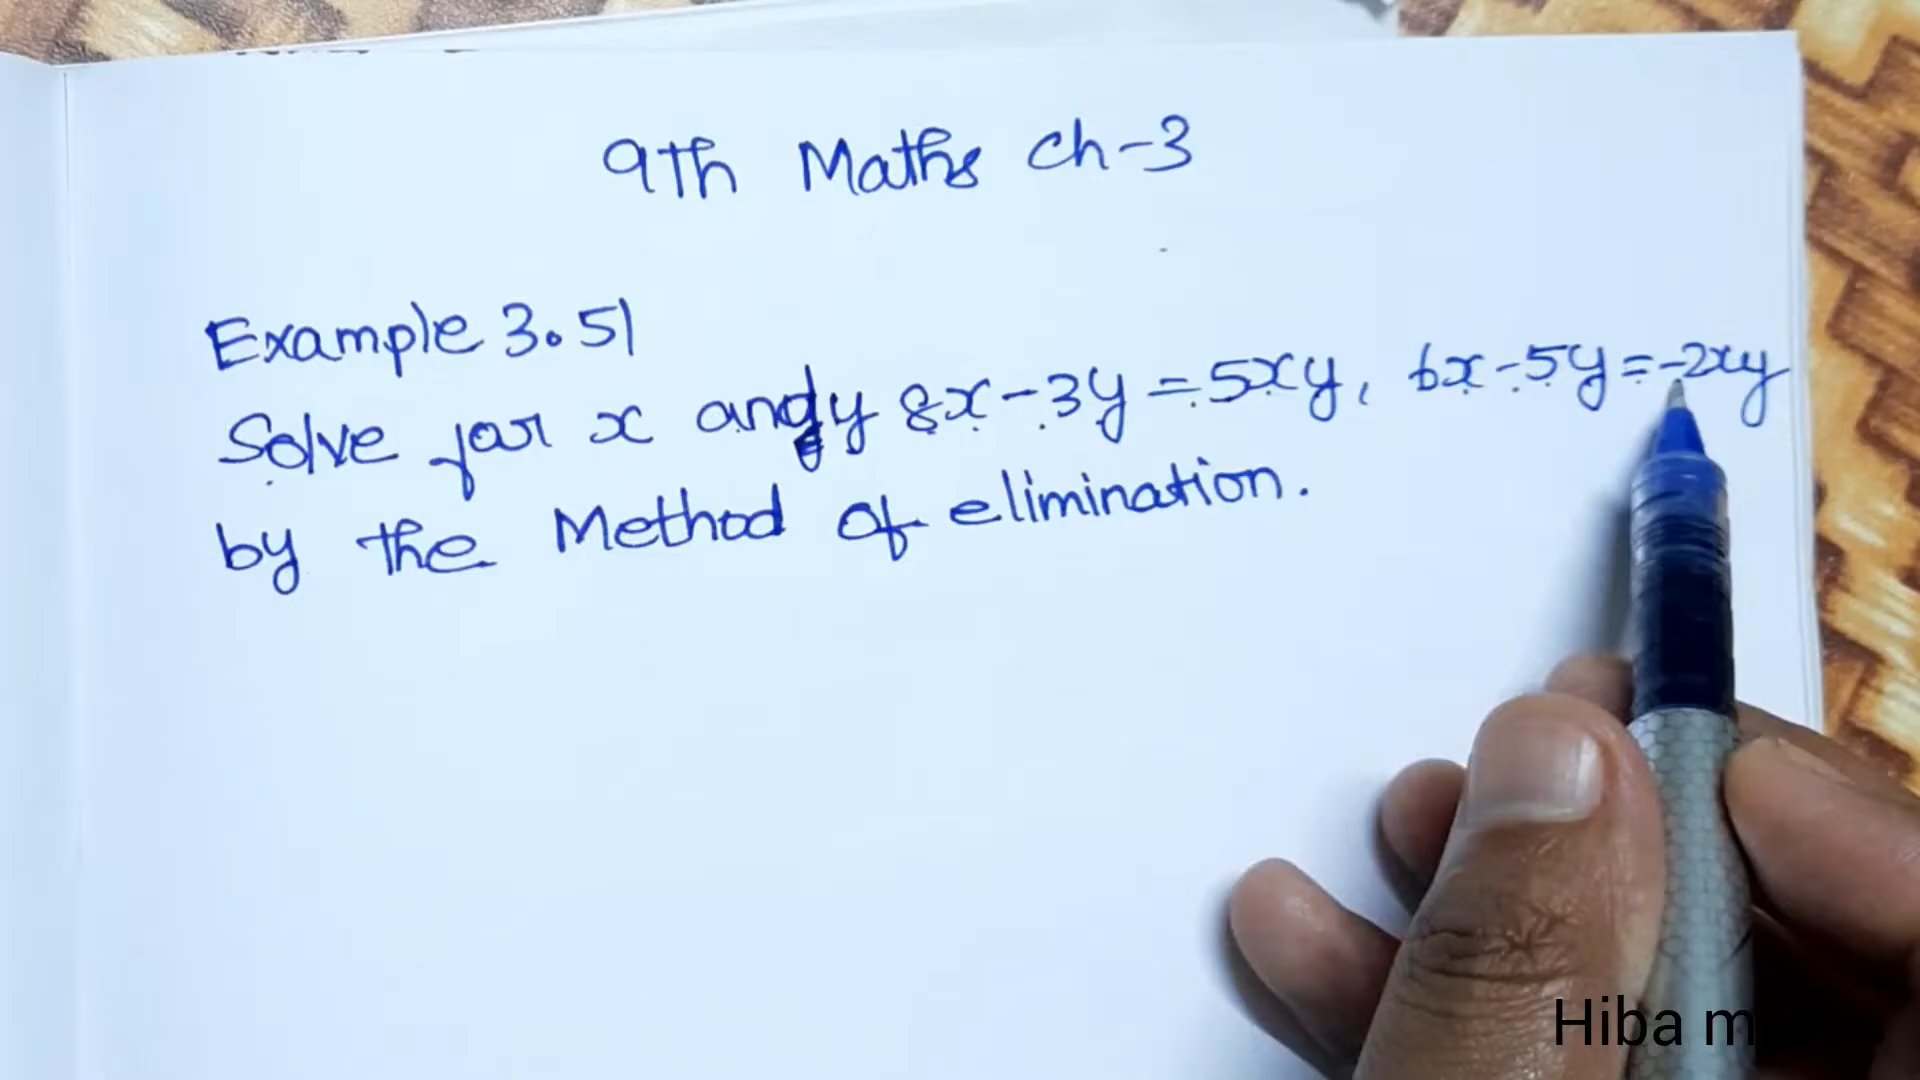 9th Maths Ch-3
Example 3.51
Solve for x and y 8x - 3y = 5xy, 6x - 5y = -2xy
by the Method of elimination.
Hiba m